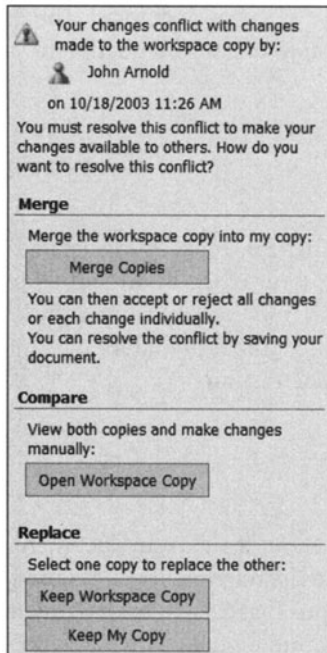 Your changes conflict with changes
made to the workspace copy by:
John Arnold
on 10/18/2003 11:26 AM
You must resolve this conflict to make your
changes available to others. How do you
want to resolve this conflict?
Merge
Merge the workspace copy into my copy:
Merge Copies
You can then accept or reject all changes
or each change individually.
You can resolve the conflict by saving your
document.
Compare
View both copies and make changes
manually:
Open Workspace Copy
Replace
Select one copy to replace the other:
Keep Workspace Copy
Keep My Copy